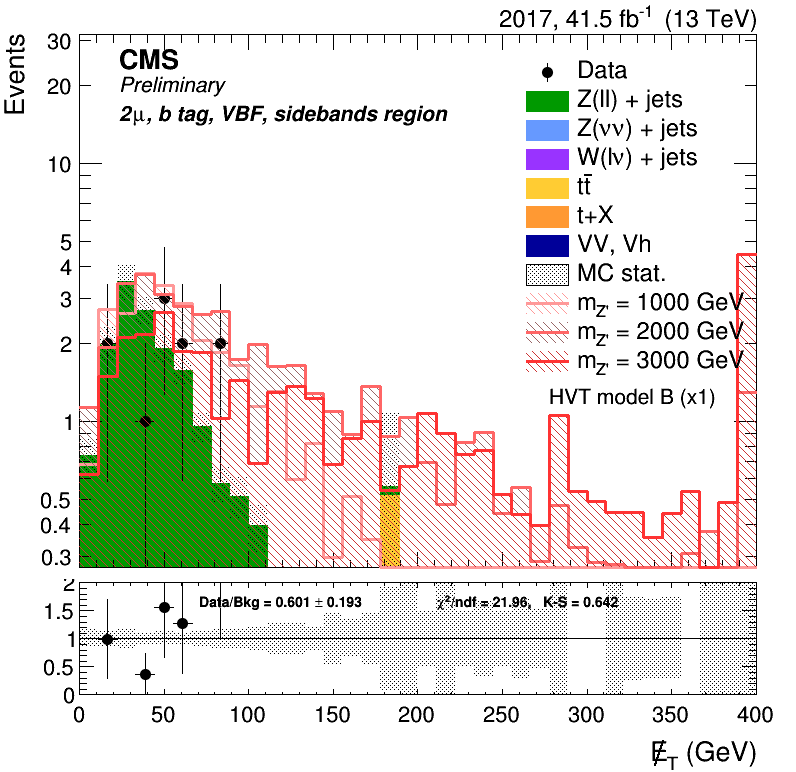 2017, 41.5 fb⁻¹ (13 TeV)
Events
CMS
Preliminary
2μ, b tag, VBF, sidebands region
Data
Z(ll) + jets
Z(νν) + jets
W(lν) + jets
tt̄
t+X
VV, Vh
MC stat.
m_Z' = 1000 GeV
m_Z' = 2000 GeV
m_Z' = 3000 GeV
HVT model B (x1)
20
10
5
4
3
2
1
0.5
0.4
0.3
Data/Bkg = 0.601 ± 0.193
χ²/ndf = 21.96, K-S = 0.642
2
1.5
1
0.5
0
0 50 100 150 200 250 300 350 400
E̸_T (GeV)